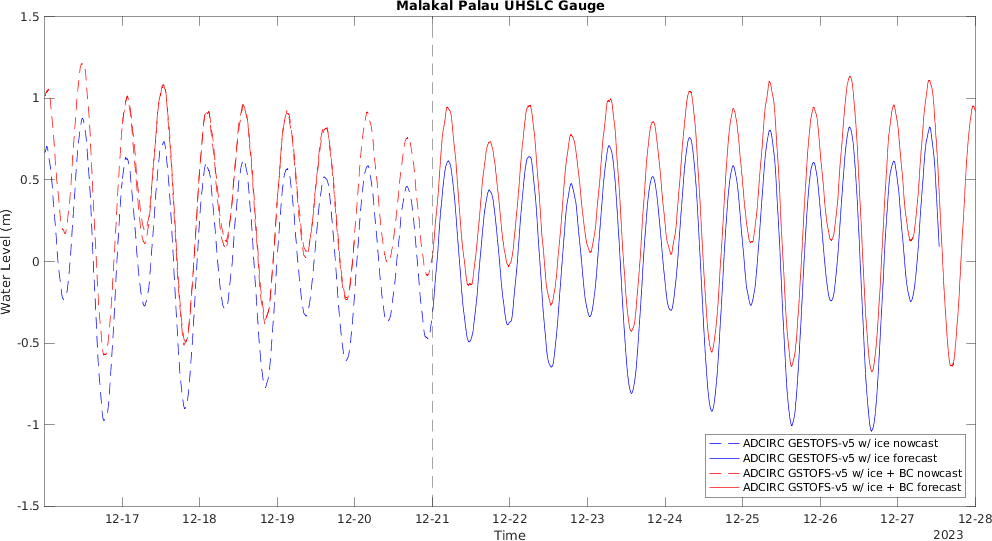 Malakal Palau UHSLC Gauge
Water Level (m)
1.5
1
0.5
0
-0.5
-1
-1.5
ADCIRC GESTOFS-v5 w/ ice nowcast
ADCIRC GESTOFS-v5 w/ ice forecast
ADCIRC GSTOFS-v5 w/ ice + BC nowcast
ADCIRC GSTOFS-v5 w/ ice + BC forecast
12-17 12-18 12-19 12-20 12-21 12-22 12-23 12-24 12-25 12-26 12-27 12-28
Time
2023